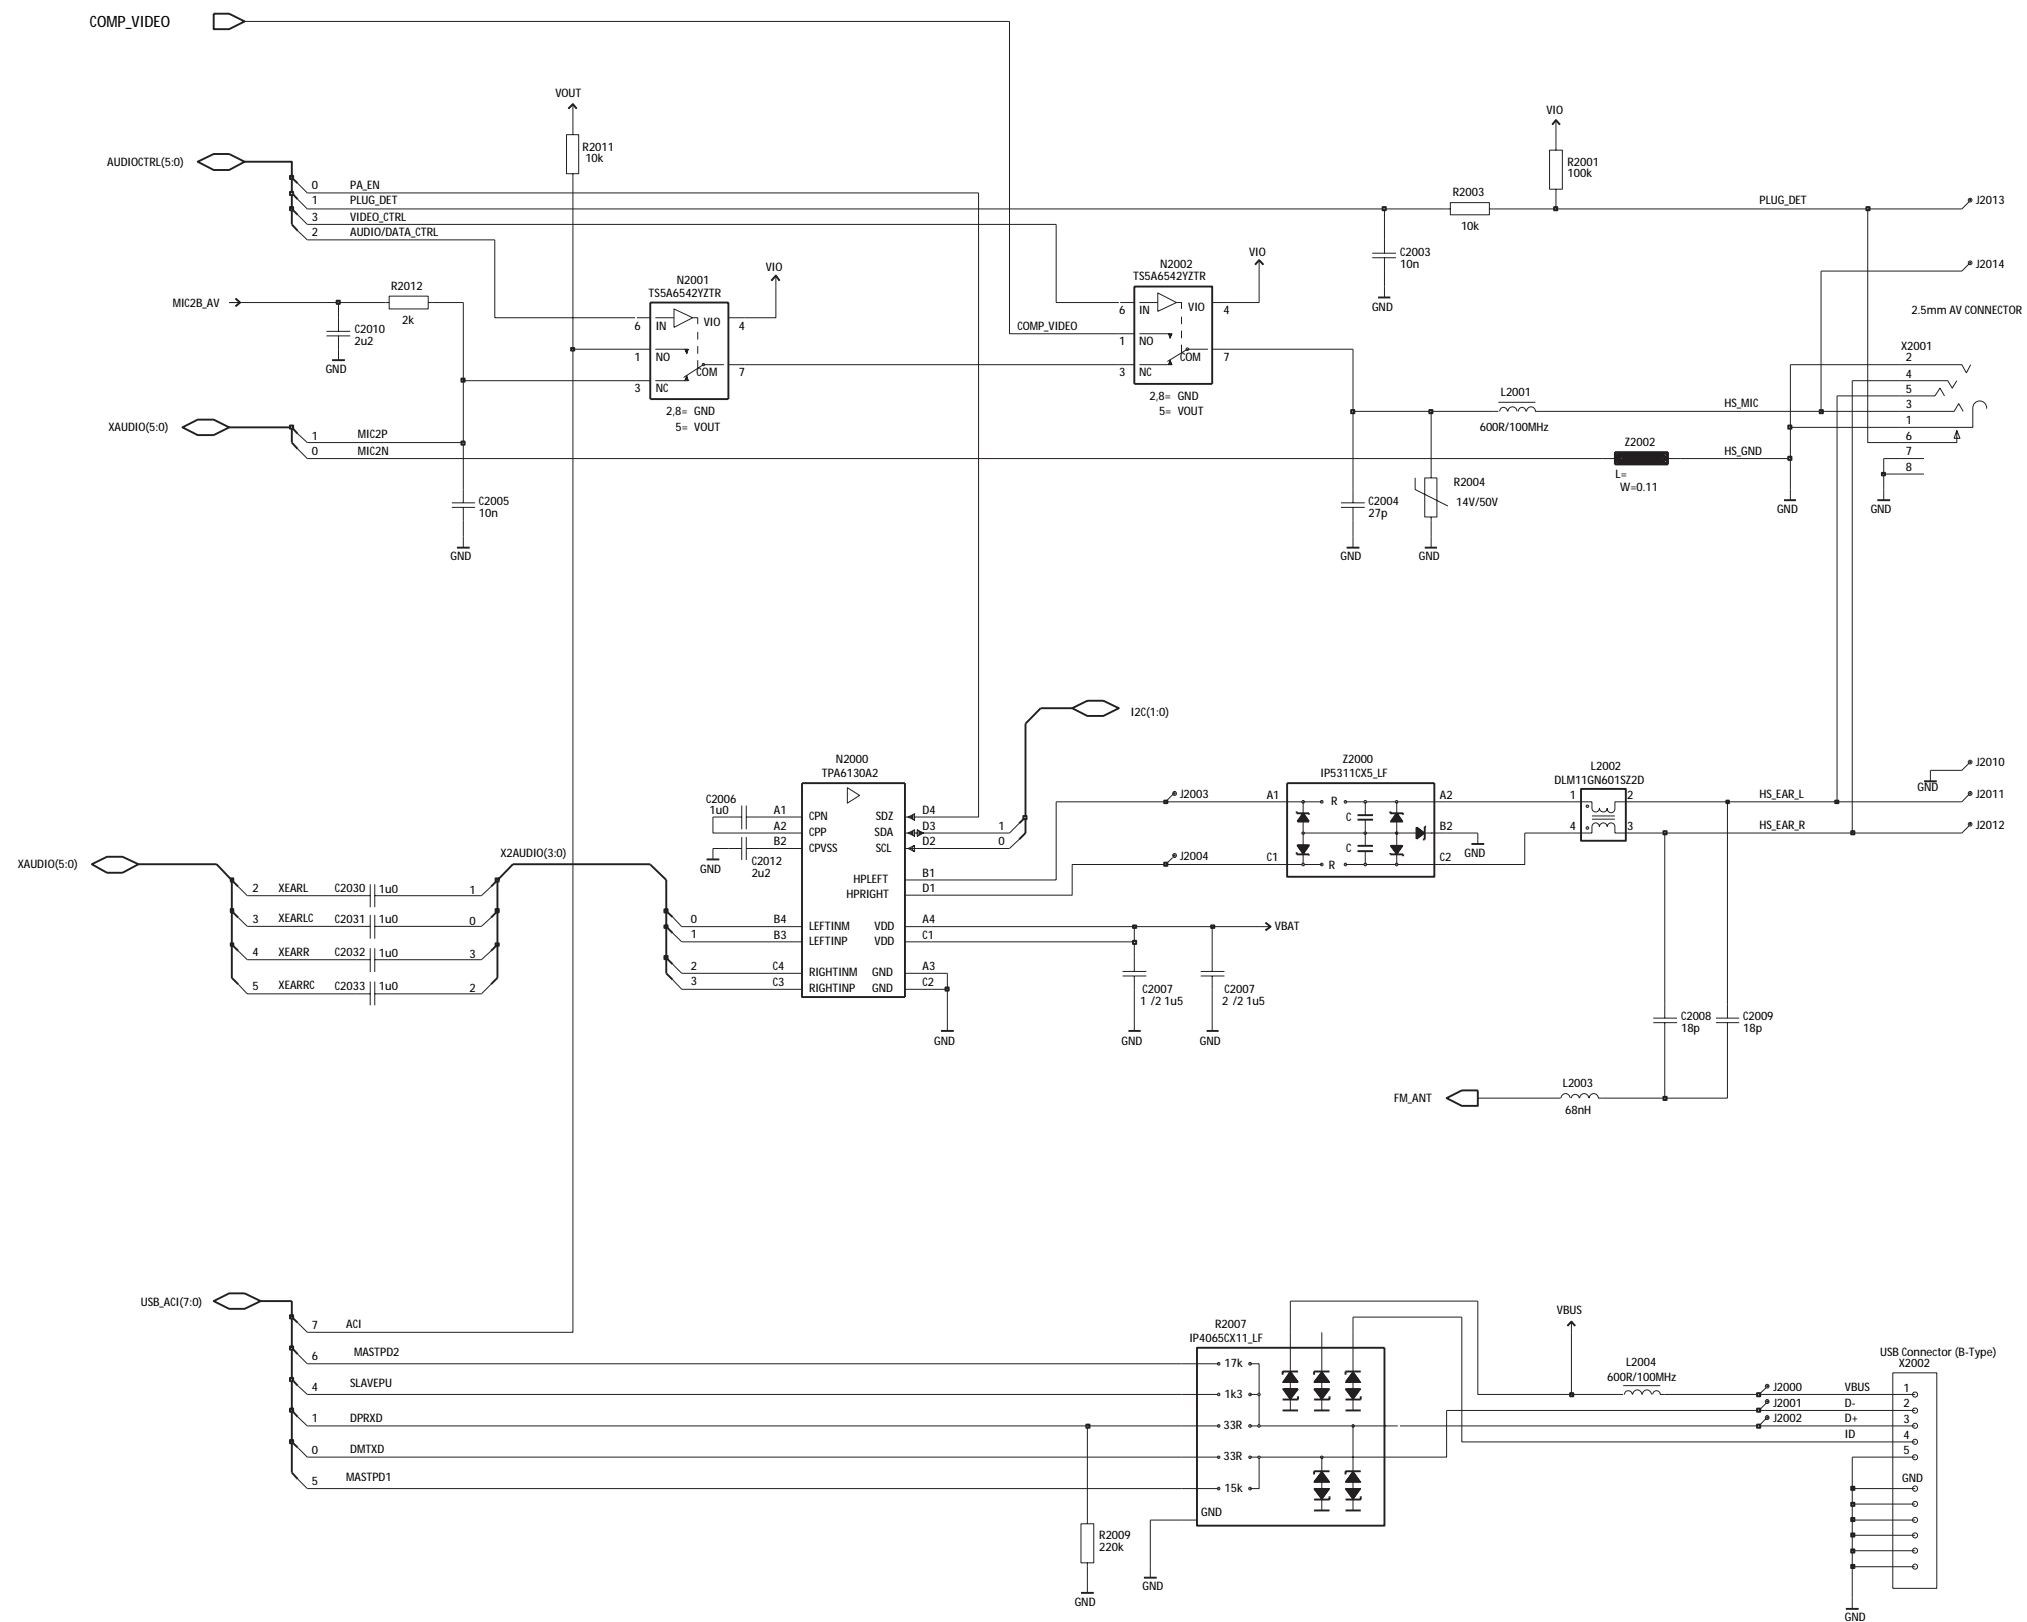 COMP_VIDEO
VOUT
R2011
10k
VIO
R2001
100k
AUDIOCTRL(5:0)
0 PA_EN
1 PLUG_DET
3 VIDEO_CTRL
2 AUDIO/DATA_CTRL
R2003
10k
PLUG_DET
J2013
C2003
10n
GND
J2014
2.5mm AV CONNECTOR
MIC2B_AV
R2012
2k
C2010
2u2
GND
N2001
TS5A6542YZTR
VIO
6 IN VIO 4
1 NO
COM 7
3 NC
2,8= GND
5= VOUT
N2002
TS5A6542YZTR
VIO
6 IN VIO 4
COMP_VIDEO
1 NO
COM 7
3 NC
2,8= GND
5= VOUT
X2001
2
4
5
3
1
6
7
8
L2001
600R/100MHz
HS_MIC
XAUDIO(5:0)
1 MIC2P
0 MIC2N
Z2002
L=
W=0.11
HS_GND
C2005
10n
GND
C2004
27p
GND
R2004
14V/50V
GND
GND
GND
I2C(1:0)
N2000
TPA6130A2
C2006
1u0
A1 CPN
A2 CPP
B2 CPVSS
GND
C2012
2u2
SDZ D4
SDA D3 1
SCL D2 0
HPLEFT B1
HPRIGHT D1
0 B4 LEFTINM
1 B3 LEFTINP
2 C4 RIGHTINM
3 C3 RIGHTINP
VDD A4
VDD C1
GND A3
GND C2
GND
VBAT
C2007
1 /2 1u5
GND
C2007
2 /2 1u5
GND
J2003
J2004
Z2000
IP5311CX5_LF
A1 R A2
C
B2
C
C1 R C2
GND
L2002
DLM11GN601SZ2D
1 2
4 3
HS_EAR_L
HS_EAR_R
J2010
GND
J2011
J2012
XAUDIO(5:0)
X2AUDIO(3:0)
2 XEARL C2030 1u0 1
3 XEARLC C2031 1u0 0
4 XEARR C2032 1u0 3
5 XEARRC C2033 1u0 2
C2008
18p
C2009
18p
FM_ANT
L2003
68nH
USB_ACI(7:0)
7 ACI
6 MASTPD2
4 SLAVEPU
1 DPRXD
0 DMTXD
5 MASTPD1
R2007
IP4065CX11_LF
17k
1k3
33R
33R
15k
GND
GND
R2009
220k
GND
VBUS
L2004
600R/100MHz
J2000
J2001
J2002
USB Connector (B-Type)
X2002
VBUS 1
D- 2
D+ 3
ID 4
5
GND
GND